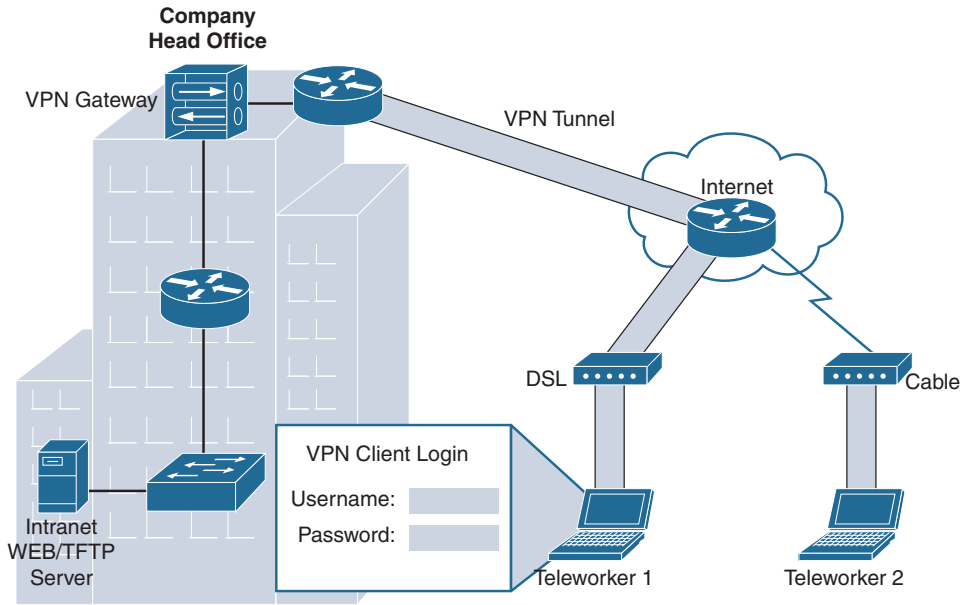 Company
Head Office
VPN Gateway
VPN Tunnel
Internet
DSL
Cable
VPN Client Login
Username:
Password:
Intranet
WEB/TFTP
Server
Teleworker 1
Teleworker 2